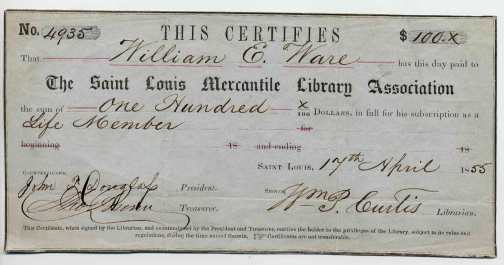 No. 4935 THIS CERTIFIES $ 100.X
That William E. Ware has this day paid to
The Saint Louis Mercantile Library Association
the sum of One Hundred X/100 DOLLARS, in full for his subscription as a
Life Member for
beginning 18 and ending 18
SAINT LOUIS, 17th April 1855
COUNTERSIGNED, SIGNED,
John T. Douglass President. Wm P. Curtis Librarian.
Treasurer.
This Certificate, when signed by the Librarian, and countersigned by the President and Treasurer, entitles the holder to the privileges of the Library, subject to its rules and
regulations, during the time named therein. Certificates are not transferable.